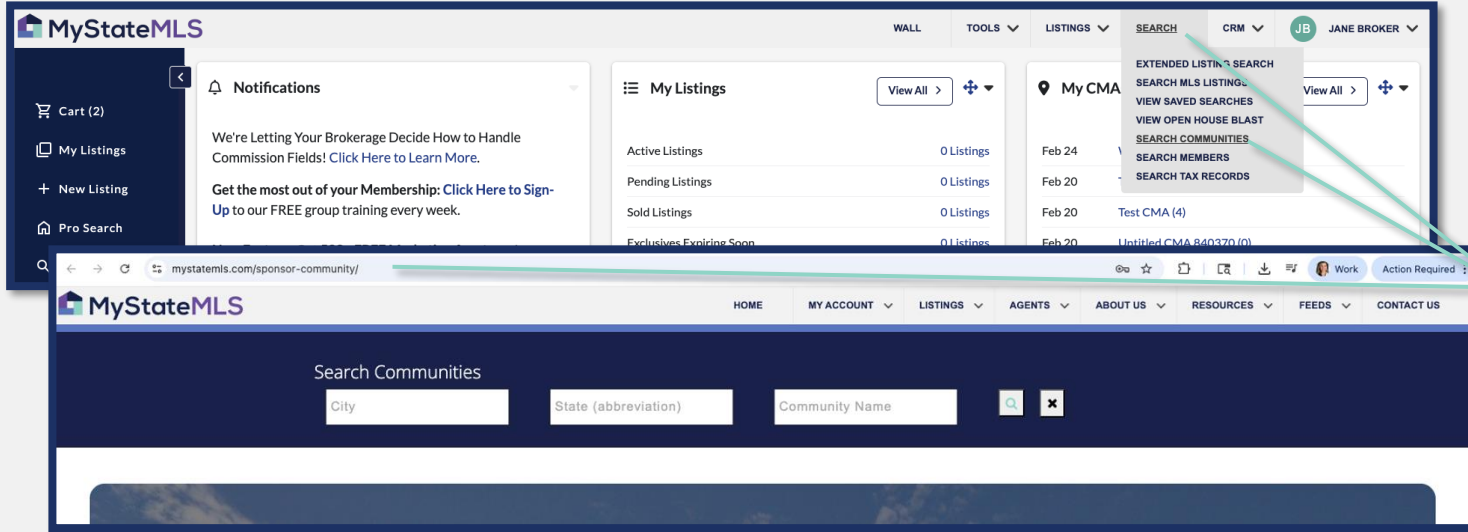 MyStateMLS
WALL TOOLS LISTINGS SEARCH CRM JB JANE BROKER
EXTENDED LISTING SEARCH
SEARCH MLS LISTINGS
VIEW SAVED SEARCHES
VIEW OPEN HOUSE BLAST
SEARCH COMMUNITIES
SEARCH MEMBERS
SEARCH TAX RECORDS
Cart (2)
My Listings
+ New Listing
Pro Search
Notifications
We're Letting Your Brokerage Decide How to Handle
Commission Fields! Click Here to Learn More.
Get the most out of your Membership: Click Here to Sign-
Up to our FREE group training every week.
My Listings View All >
Active Listings 0 Listings
Pending Listings 0 Listings
Sold Listings 0 Listings
Exclusives Expiring Soon 0 Listings
My CMA View All >
Feb 24
Feb 20
Feb 20 Test CMA (4)
Feb 20 Untitled CMA 840370 (0)
mystatemls.com/sponsor-community/ Work Action Required
MyStateMLS
HOME MY ACCOUNT LISTINGS AGENTS ABOUT US RESOURCES FEEDS CONTACT US
Search Communities
City State (abbreviation) Community Name